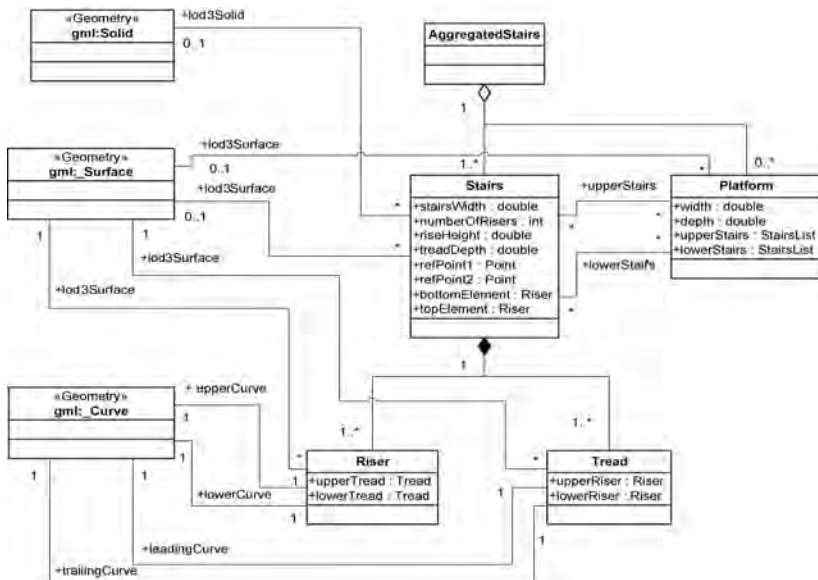 «Geometry»
gml:Solid
+lod3Solid
0..1
AggregatedStairs
1
1..*
0..*
«Geometry»
gml:_Surface
+lod3Surface
0..1
+lod3Surface
0..1
*
*
*
1
1
+lod3Surface
+lod3Surface
Stairs
+stairsWidth : double
+numberOfRisers : int
+riseHeight : double
+treadDepth : double
+refPoint1 : Point
+refPoint2 : Point
+bottomElement : Riser
+topElement : Riser
+upperStairs
*
*
*
+lowerStairs
*
*
Platform
+width : double
+depth : double
+upperStairs : StairsList
+lowerStairs : StairsList
1
1..*
1..*
«Geometry»
gml:_Curve
+upperCurve
1
1
+lowerCurve
1
1
1
1
*
*
Riser
+upperTread : Tread
+lowerTread : Tread
Tread
+upperRiser : Riser
+lowerRiser : Riser
1
1
+leadingCurve
+trailingCurve